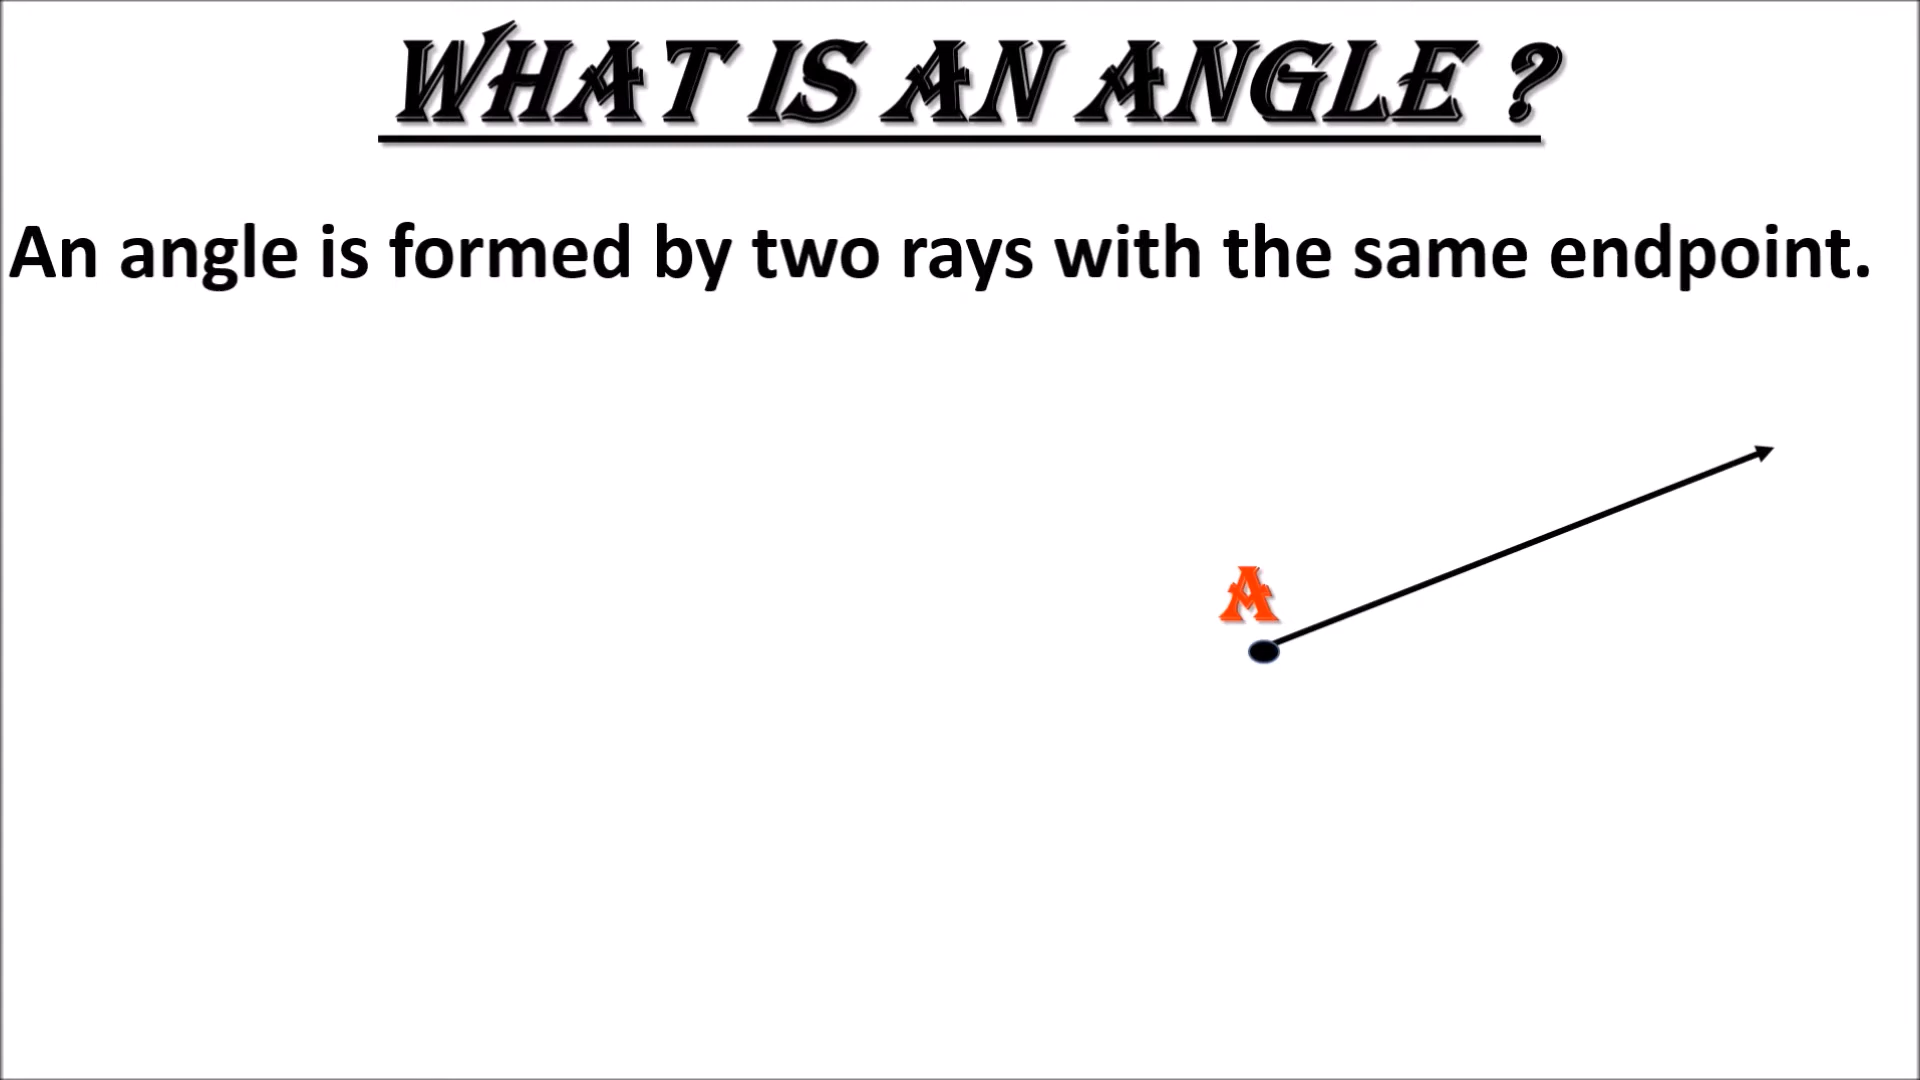 WHAT IS AN ANGLE ?
An angle is formed by two rays with the same endpoint.
A